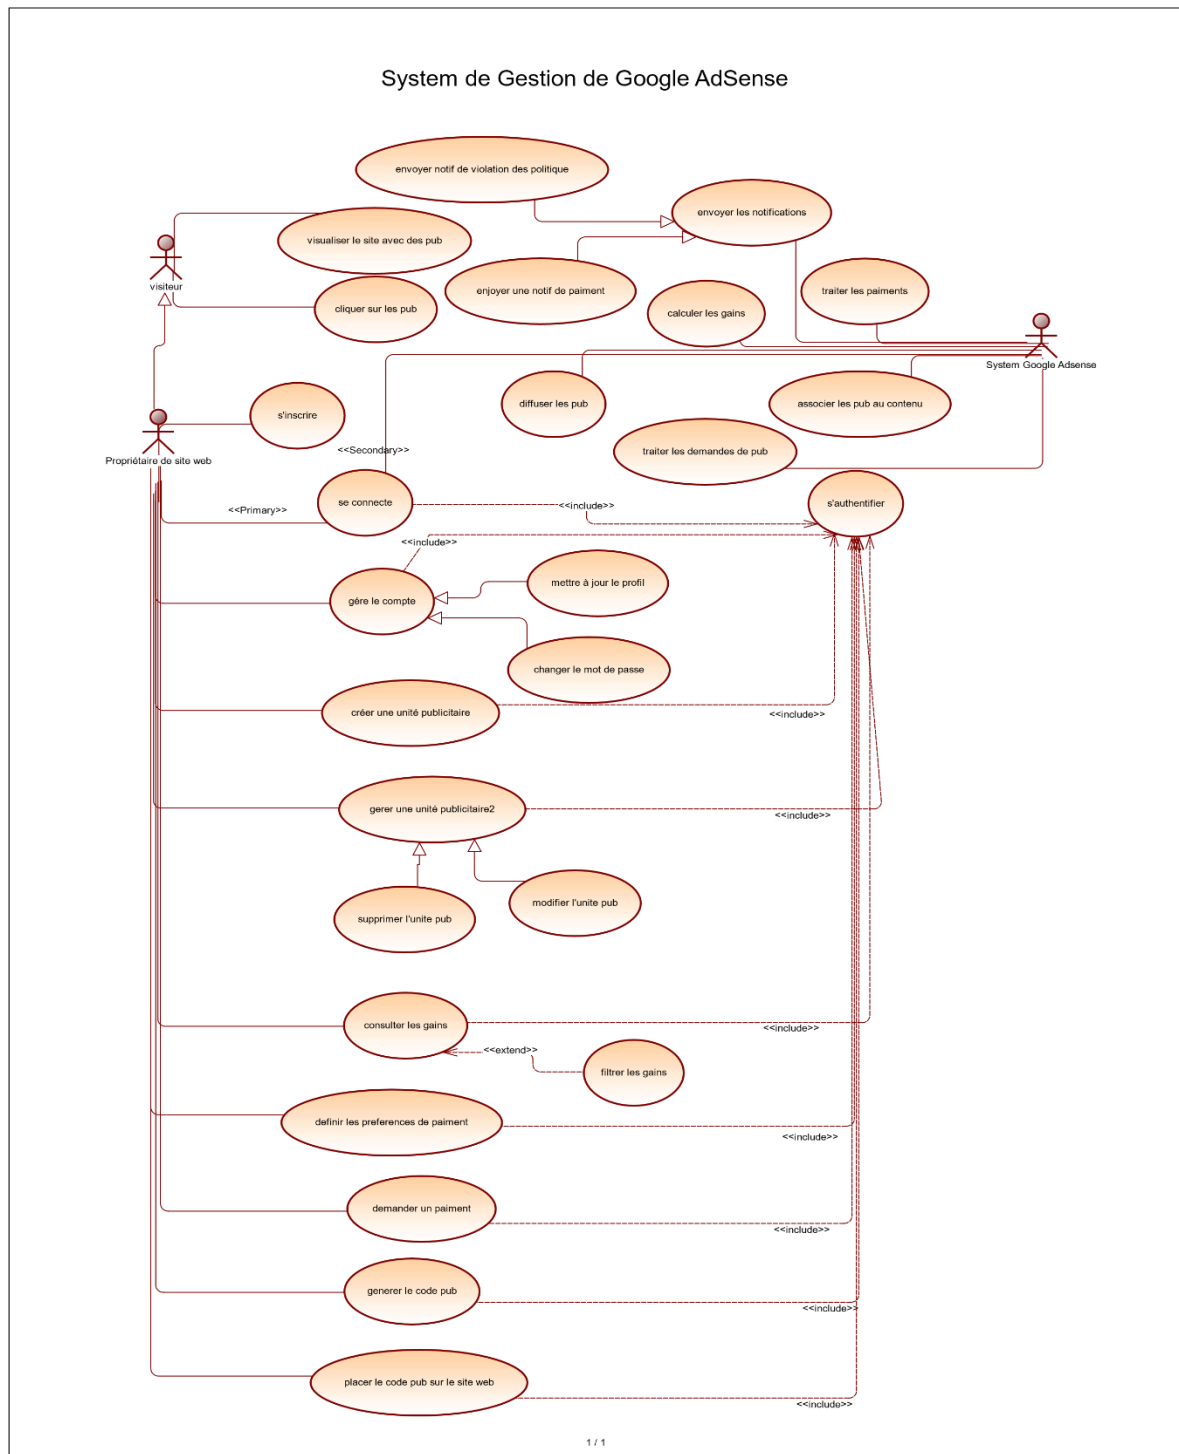 System de Gestion de Google AdSense
envoyer notif de violation des politique
envoyer les notifications
visualiser le site avec des pub
visiteur
enjoyer une notif de paiment
traiter les paiments
cliquer sur les pub
calculer les gains
System Google Adsense
s'inscrire
diffuser les pub
associer les pub au contenu
Propriétaire de site web
<<Secondary>>
traiter les demandes de pub
se connecte
<<include>>
s'authentifier
<<Primary>>
<<include>>
mettre à jour le profil
gére le compte
changer le mot de passe
créer une unité publicitaire
<<include>>
gerer une unité publicitaire2
<<include>>
modifier l'unite pub
supprimer l'unite pub
consulter les gains
<<include>>
<<extend>>
filtrer les gains
definir les preferences de paiment
<<include>>
demander un paiment
<<include>>
generer le code pub
<<include>>
placer le code pub sur le site web
<<include>>
1 / 1